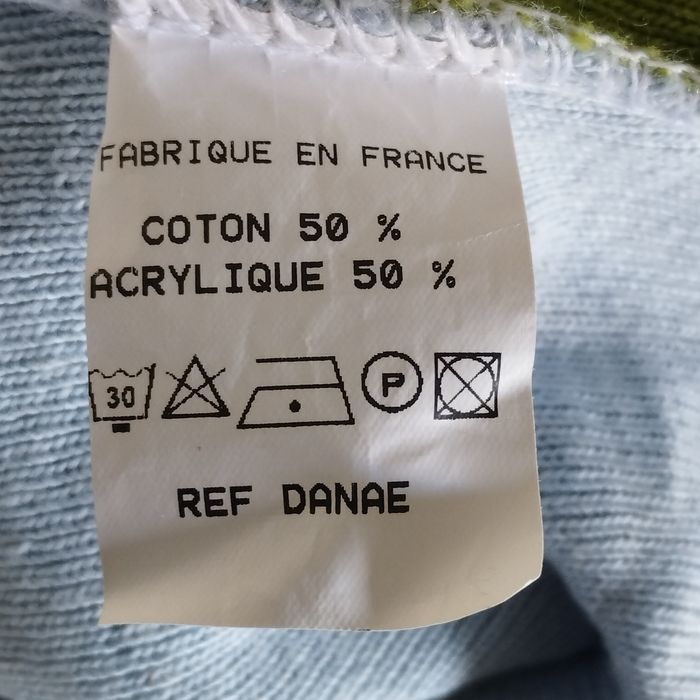 FABRIQUE EN FRANCE
COTON 50 %
ACRYLIQUE 50 %
30 P
REF DANAE